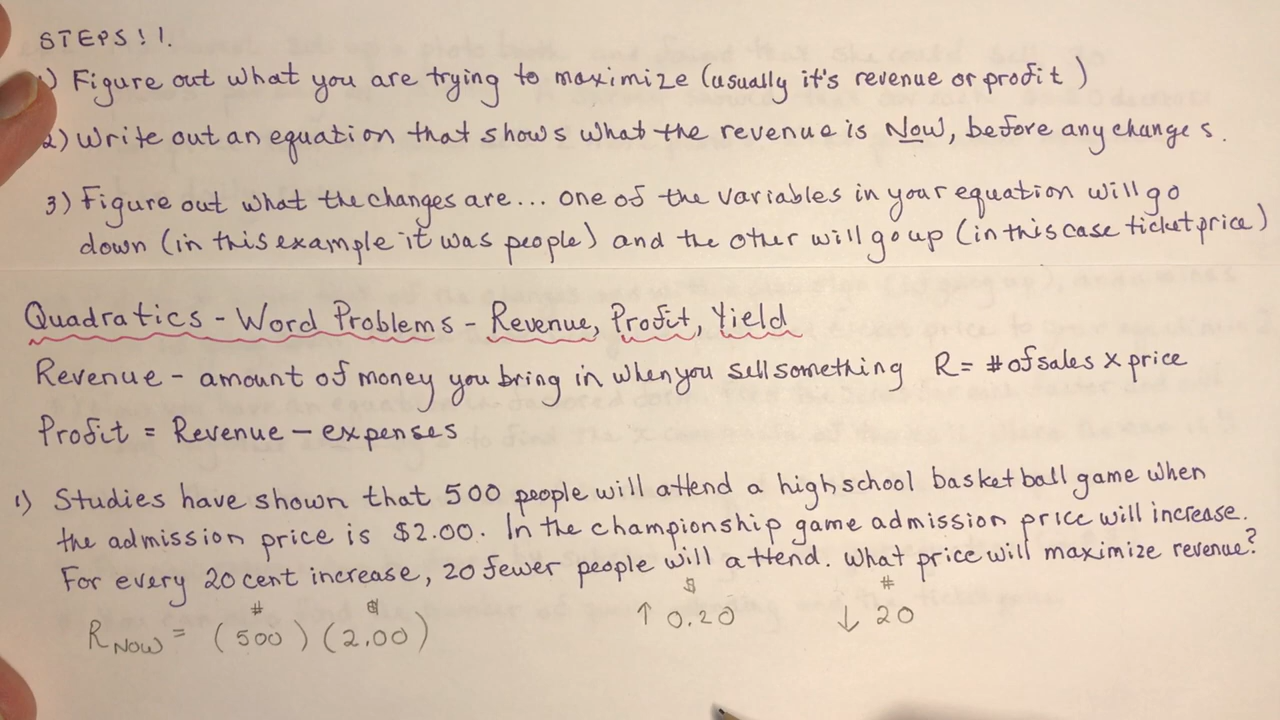 STEPS! 1.
1) Figure out what you are trying to maximize (usually it's revenue or profit)
2) Write out an equation that shows what the revenue is Now, before any changes.
3) Figure out what the changes are... one of the variables in your equation will go
down (in this example it was people) and the other will go up (in this case ticket price)
Quadratics - Word Problems - Revenue, Profit, Yield
Revenue - amount of money you bring in when you sell something R = # of sales x price
Profit = Revenue - expenses
1) Studies have shown that 500 people will attend a high school basketball game when
the admission price is $2.00. In the championship game admission price will increase.
For every 20 cent increase, 20 fewer people will attend. What price will maximize revenue?
# $ $ #
R NOW = (500)(2.00) ↑ 0.20 ↓ 20